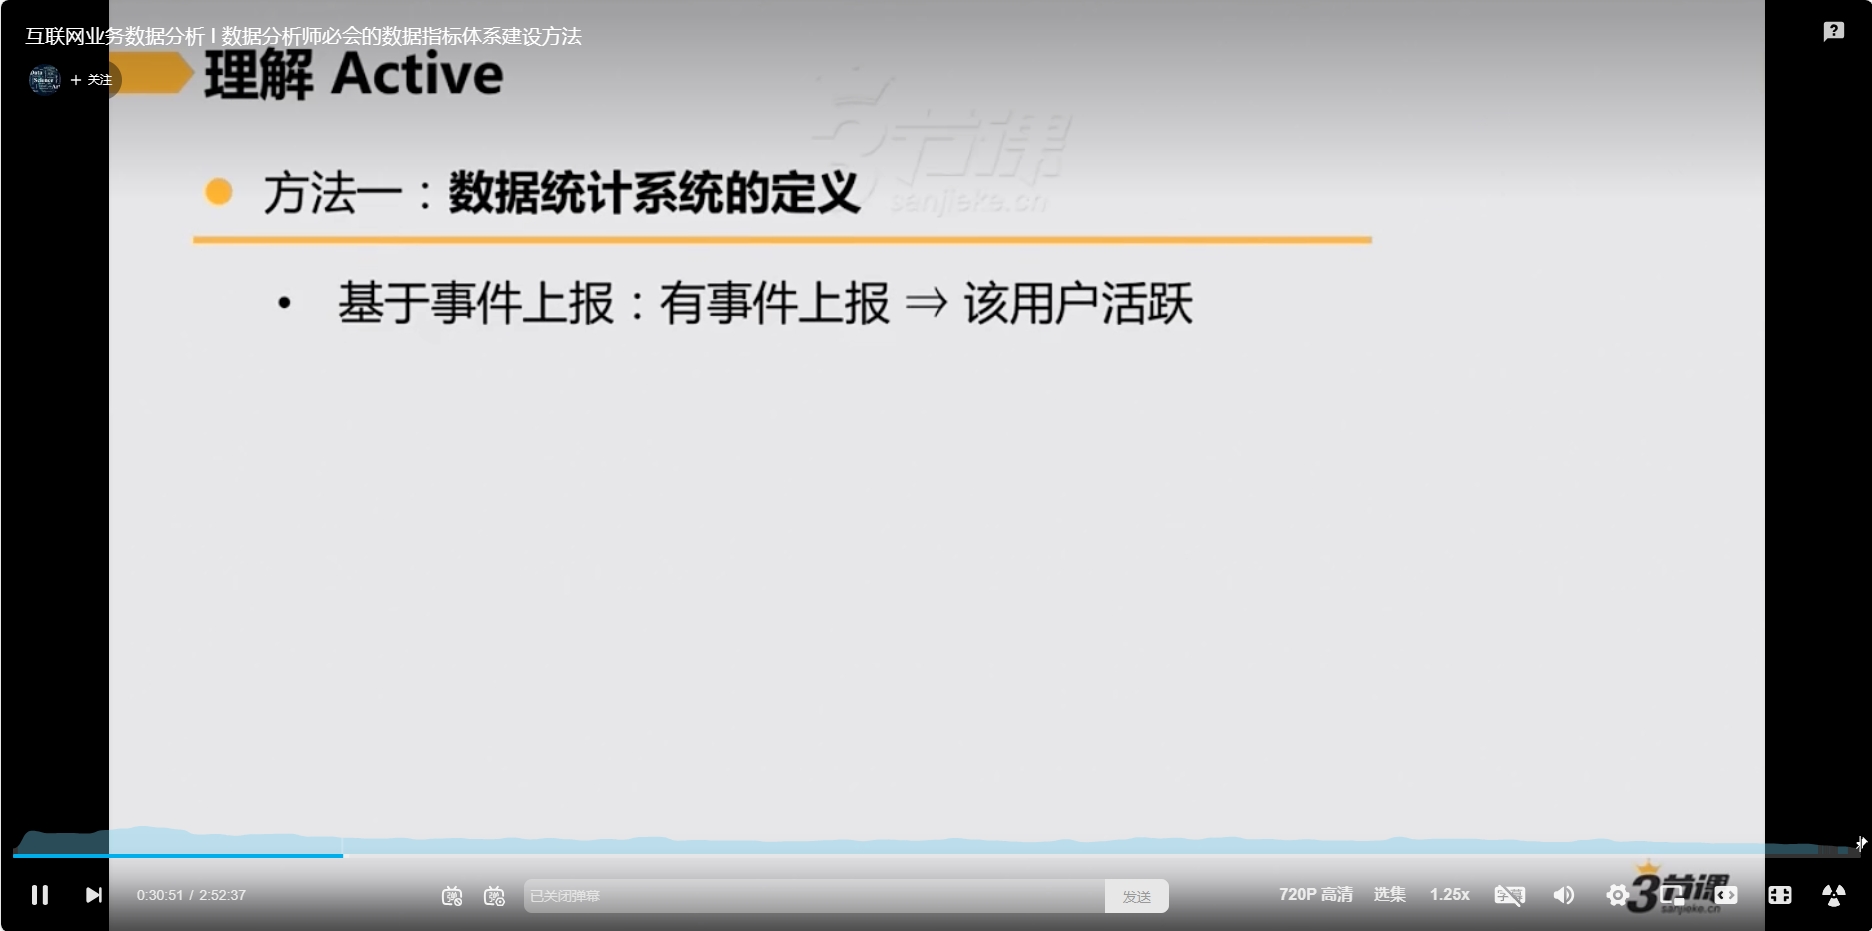 互联网业务数据分析 I 数据分析师必会的数据指标体系建设方法
+ 关注
理解 Active
3节课
sanjieke.cn
方法一：数据统计系统的定义
• 基于事件上报：有事件上报 ⇒ 该用户活跃
0:30:51 / 2:52:37
已关闭弹幕
发送
720P 高清
选集
1.25x
字幕
3节课
sanjieke.cn